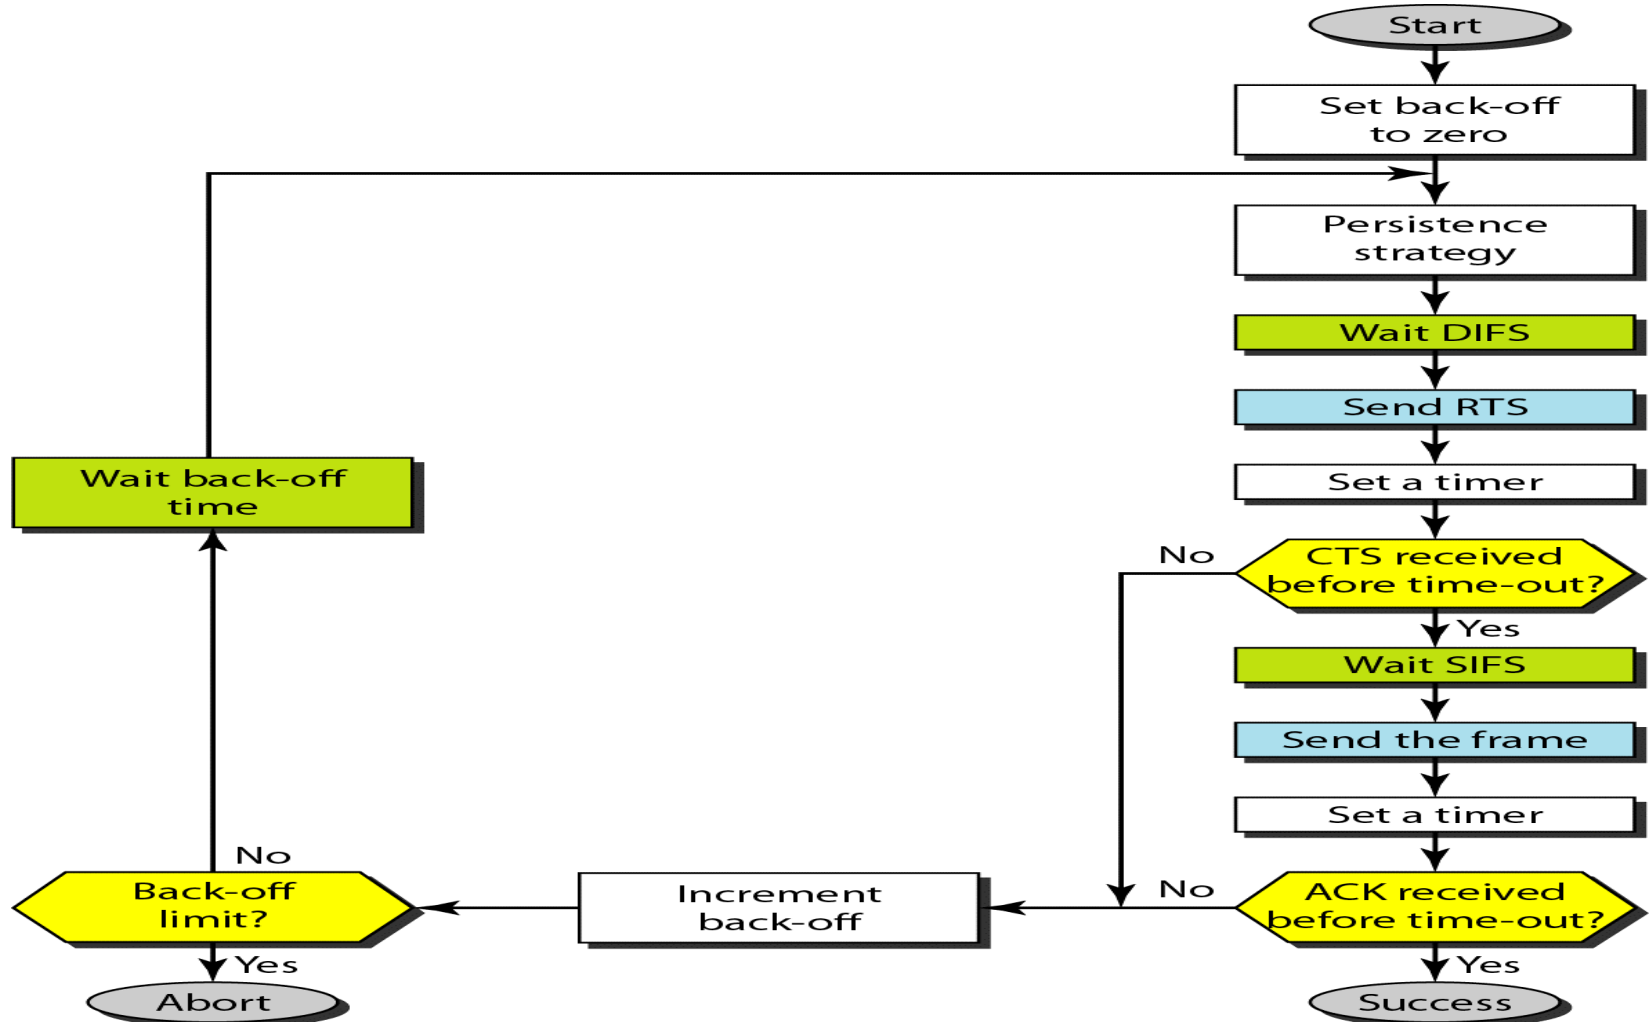 Start
Set back-off
to zero
Persistence
strategy
Wait DIFS
Send RTS
Set a timer
CTS received
before time-out?
No
Yes
Wait SIFS
Send the frame
Set a timer
ACK received
before time-out?
No
Yes
Success
Increment
back-off
Back-off
limit?
No
Yes
Abort
Wait back-off
time